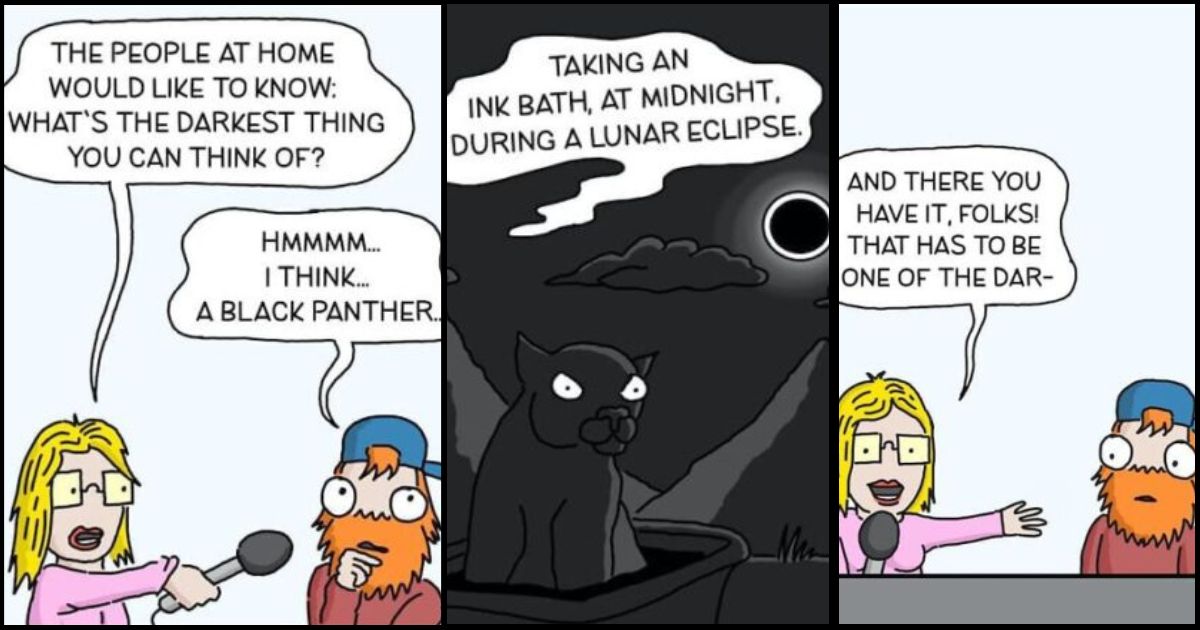 THE PEOPLE AT HOME
WOULD LIKE TO KNOW:
WHAT'S THE DARKEST THING
YOU CAN THINK OF?
HMMMM...
I THINK...
A BLACK PANTHER..
TAKING AN
INK BATH, AT MIDNIGHT,
DURING A LUNAR ECLIPSE.
AND THERE YOU
HAVE IT, FOLKS!
THAT HAS TO BE
ONE OF THE DAR-